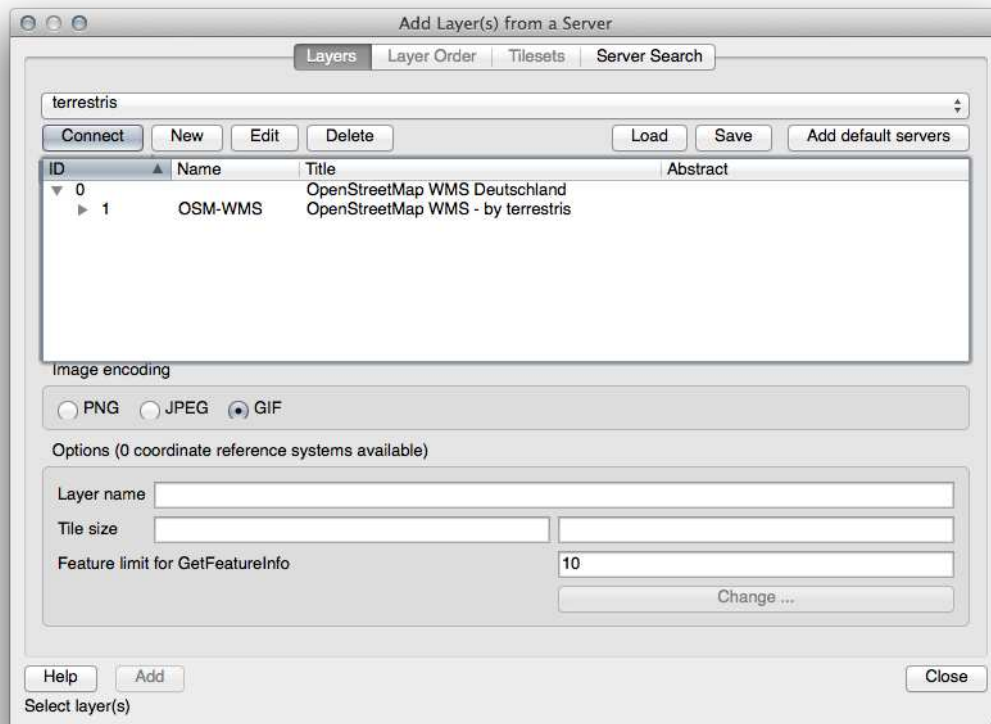 Add Layer(s) from a Server
Layers Layer Order Tilesets Server Search
terrestris
Connect New Edit Delete Load Save Add default servers
ID Name Title Abstract
0 OpenStreetMap WMS Deutschland
1 OSM-WMS OpenStreetMap WMS - by terrestris
Image encoding
PNG JPEG GIF
Options (0 coordinate reference systems available)
Layer name
Tile size
Feature limit for GetFeatureInfo 10
Change ...
Help Add Close
Select layer(s)